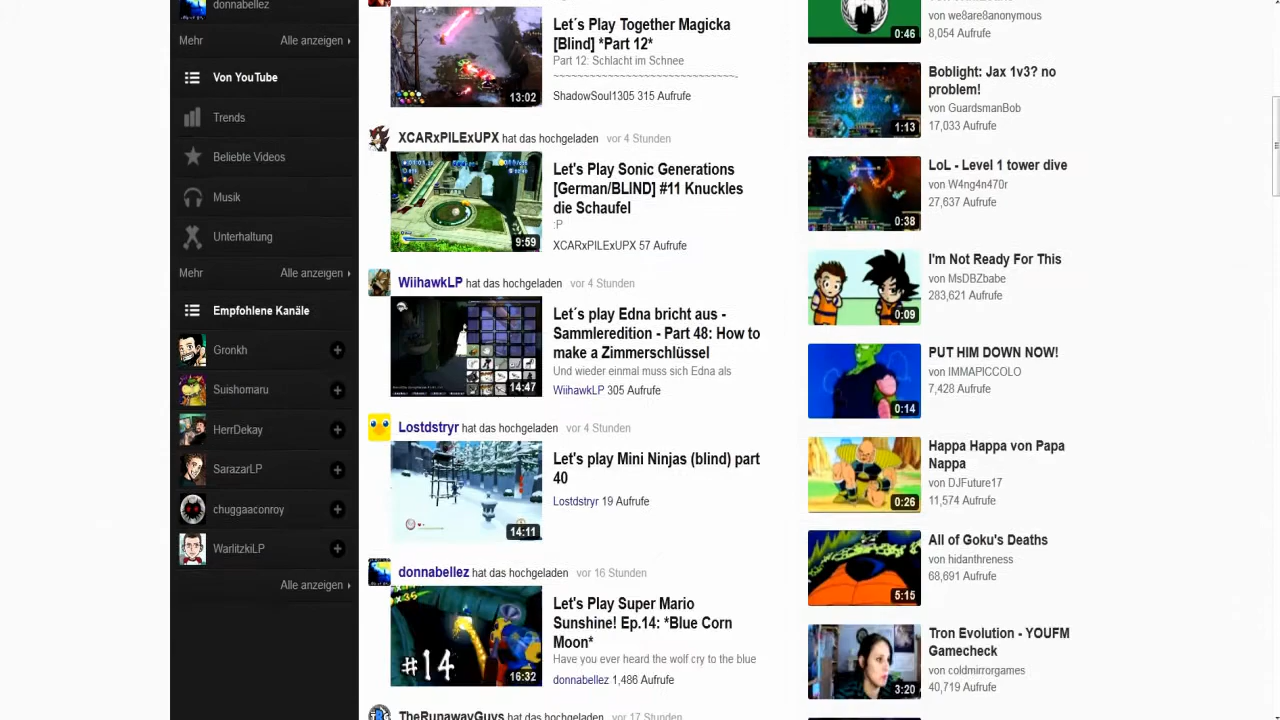 donnabellez
Mehr
Alle anzeigen
Von YouTube
Trends
Beliebte Videos
Musik
Unterhaltung
Mehr
Alle anzeigen
Empfohlene Kanäle
Gronkh
Suishomaru
HerrDekay
SarazarLP
WarlitzkiLP
Alle anzeigen
13:02
Let´s Play Together Magicka
[Blind] *Part 12*
Part 12: Schlacht im Schnee
~~~~~~~~~~~~~~~~~~~~~~~~~~~~~~
ShadowSoul1305 315 Aufrufe
XCARxPILExUPX hat das hochgeladen vor 4 Stunden
9:59
Let's Play Sonic Generations
[German/BLIND] #11 Knuckles
die Schaufel
:P
XCARxPILExUPX 57 Aufrufe
WiihawkLP hat das hochgeladen vor 4 Stunden
14:47
Let´s play Edna bricht aus -
Sammleredition - Part 48: How to
make a Zimmerschlüssel
Und wieder einmal muss sich Edna als
WiihawkLP 305 Aufrufe
Lostdstryr hat das hochgeladen vor 4 Stunden
14:11
Let's play Mini Ninjas (blind) part
40
Lostdstryr 19 Aufrufe
donnabellez hat das hochgeladen vor 16 Stunden
#14
16:32
Let's Play Super Mario
Sunshine! Ep.14: *Blue Corn
Moon*
Have you ever heard the wolf cry to the blue
donnabellez 1,486 Aufrufe
TheRunawayGuys hat das hochgeladen vor 17 Stunden
0:46
von we8are8anonymous
8,054 Aufrufe
1:13
Boblight: Jax 1v3? no
problem!
von GuardsmanBob
17,033 Aufrufe
0:38
LoL - Level 1 tower dive
von W4ng4n470r
27,637 Aufrufe
0:09
I'm Not Ready For This
von MsDBZbabe
283,621 Aufrufe
0:14
PUT HIM DOWN NOW!
von IMMAPICCOLO
7,428 Aufrufe
0:26
Happa Happa von Papa
Nappa
von DJFuture17
11,574 Aufrufe
5:15
All of Goku's Deaths
von hidanthreness
68,691 Aufrufe
3:20
Tron Evolution - YOUFM
Gamecheck
von coldmirrorgames
40,719 Aufrufe